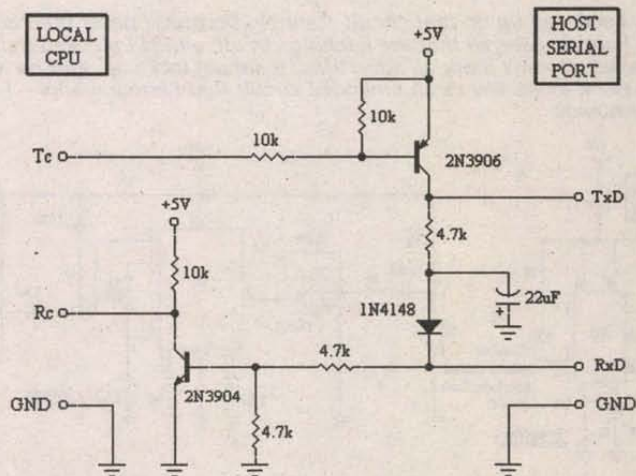 LOCAL
CPU
+5V
HOST
SERIAL
PORT
10k
10k
Tc
2N3906
+5V
TxD
4.7k
10k
22uF
+
1N4148
Rc
4.7k
RxD
2N3904
GND
4.7k
GND